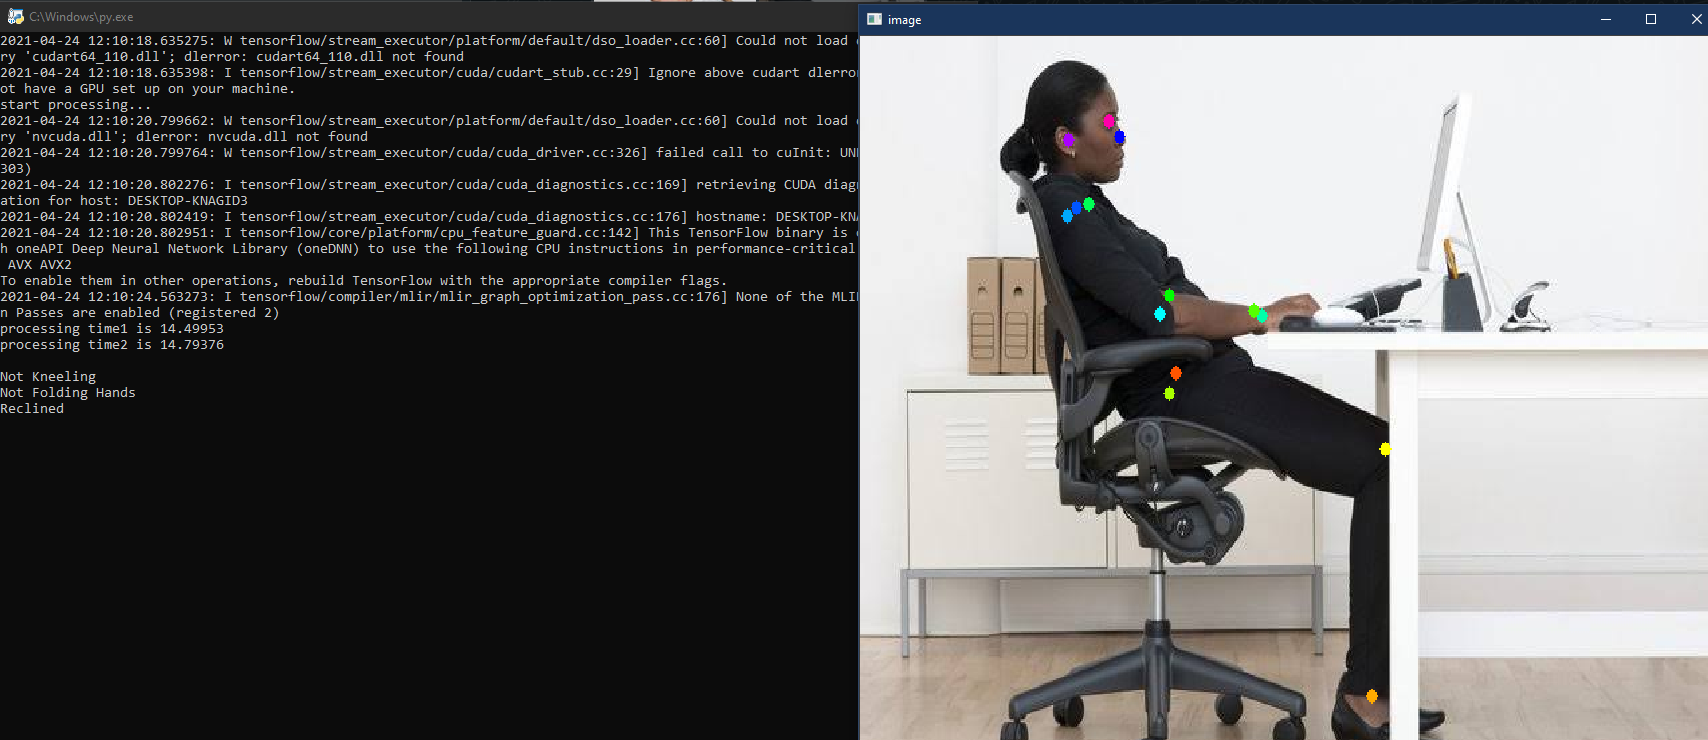 C:\Windows\py.exe
2021-04-24 12:10:18.635275: W tensorflow/stream_executor/platform/default/dso_loader.cc:60] Could not load
ry 'cudart64_110.dll'; dlerror: cudart64_110.dll not found
2021-04-24 12:10:18.635398: I tensorflow/stream_executor/cuda/cudart_stub.cc:29] Ignore above cudart dlerro
ot have a GPU set up on your machine.
start processing...
2021-04-24 12:10:20.799662: W tensorflow/stream_executor/platform/default/dso_loader.cc:60] Could not load
ry 'nvcuda.dll'; dlerror: nvcuda.dll not found
2021-04-24 12:10:20.799764: W tensorflow/stream_executor/cuda/cuda_driver.cc:326] failed call to cuInit: UN
303)
2021-04-24 12:10:20.802276: I tensorflow/stream_executor/cuda/cuda_diagnostics.cc:169] retrieving CUDA diag
ation for host: DESKTOP-KNAGID3
2021-04-24 12:10:20.802419: I tensorflow/stream_executor/cuda/cuda_diagnostics.cc:176] hostname: DESKTOP-KN
2021-04-24 12:10:20.802951: I tensorflow/core/platform/cpu_feature_guard.cc:142] This TensorFlow binary is
h oneAPI Deep Neural Network Library (oneDNN) to use the following CPU instructions in performance-critical
AVX AVX2
To enable them in other operations, rebuild TensorFlow with the appropriate compiler flags.
2021-04-24 12:10:24.563273: I tensorflow/compiler/mlir/mlir_graph_optimization_pass.cc:176] None of the MLI
n Passes are enabled (registered 2)
processing time1 is 14.49953
processing time2 is 14.79376
Not Kneeling
Not Folding Hands
Reclined
image